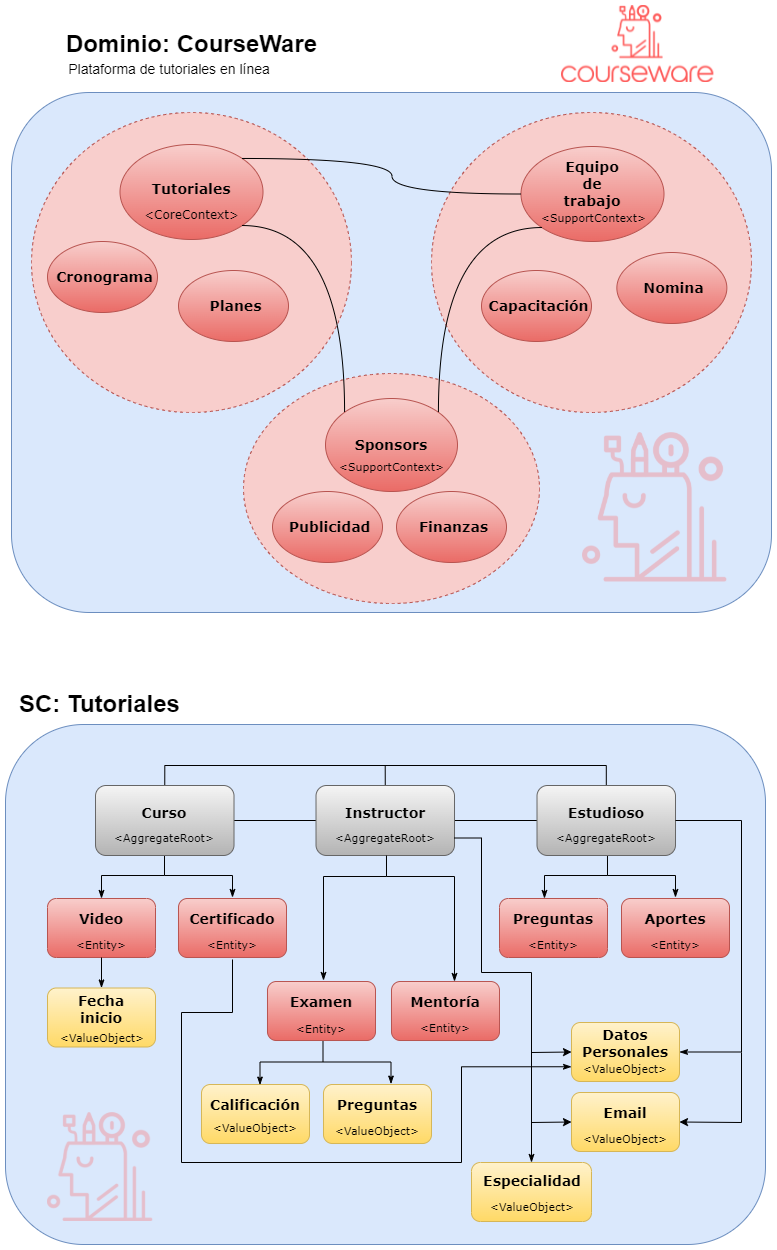 Dominio: CourseWare
Plataforma de tutoriales en línea
courseware
Tutoriales
<CoreContext>
Cronograma
Planes
Equipo
de
trabajo
<SupportContext>
Capacitación
Nomina
Sponsors
<SupportContext>
Publicidad
Finanzas
SC: Tutoriales
Curso
<AggregateRoot>
Instructor
<AggregateRoot>
Estudioso
<AggregateRoot>
Video
<Entity>
Certificado
<Entity>
Preguntas
<Entity>
Aportes
<Entity>
Fecha
inicio
<ValueObject>
Examen
<Entity>
Mentoría
<Entity>
Datos
Personales
<ValueObject>
Calificación
<ValueObject>
Preguntas
<ValueObject>
Email
<ValueObject>
Especialidad
<ValueObject>